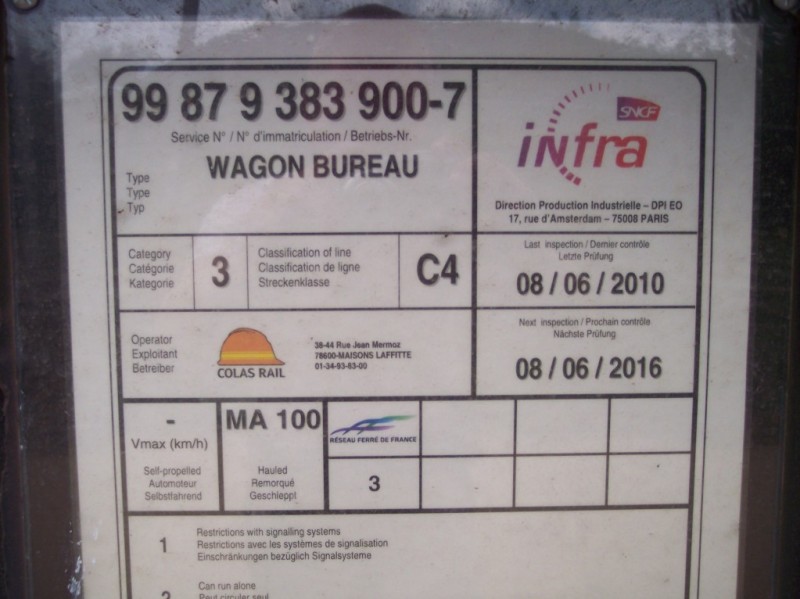 99 87 9 383 900-7
Service N° / N° d'immatriculation / Betriebs-Nr.
WAGON BUREAU
Type
Type
Typ
SNCF
infra
Direction Production Industrielle – DPI EO
17, rue d'Amsterdam – 75008 PARIS
Category
Catégorie
Kategorie
3
Classification of line
Classification de ligne
Streckenklasse
C4
Last inspection / Dernier contrôle
Letzte Prüfung
08 / 06 / 2010
Operator
Exploitant
Betreiber
COLAS RAIL
38-44 Rue Jean Mermoz
78600-MAISONS LAFFITTE
01-34-93-83-00
Next inspection / Prochain contrôle
Nächste Prüfung
08 / 06 / 2016
-
Vmax (km/h)
MA 100
RÉSEAU FERRÉ DE FRANCE
Self-propelled
Automoteur
Selbstfahrend
Hauled
Remorqué
Geschleppt
3
1
Restrictions with signalling systems
Restrictions avec les systèmes de signalisation
Einschränkungen bezüglich Signalsysteme
2
Can run alone
Peut circuler seul